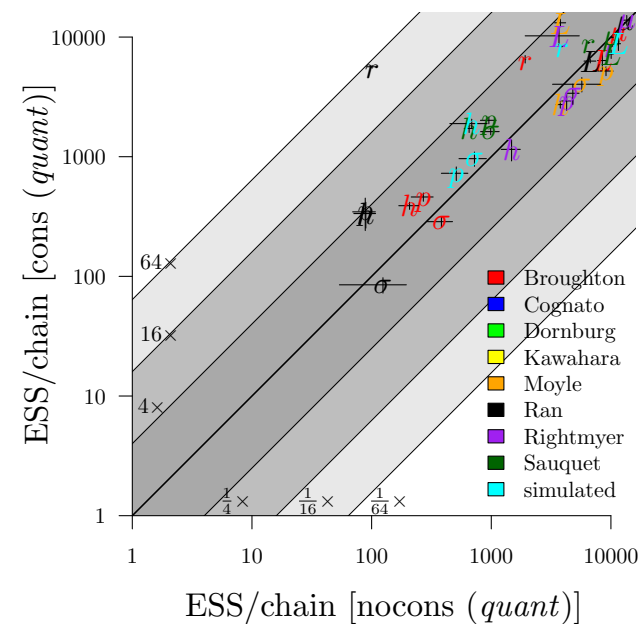 ESS/chain [cons (quant)]
10000
1000
100
10
1
64×
16×
4×
1/4×
1/16×
1/64×
r
r
h
σ
h
p
σ
p
σ
h
Broughton
Cognato
Dornburg
Kawahara
Moyle
Ran
Rightmyer
Sauquet
simulated
1
10
100
1000
10000
ESS/chain [nocons (quant)]